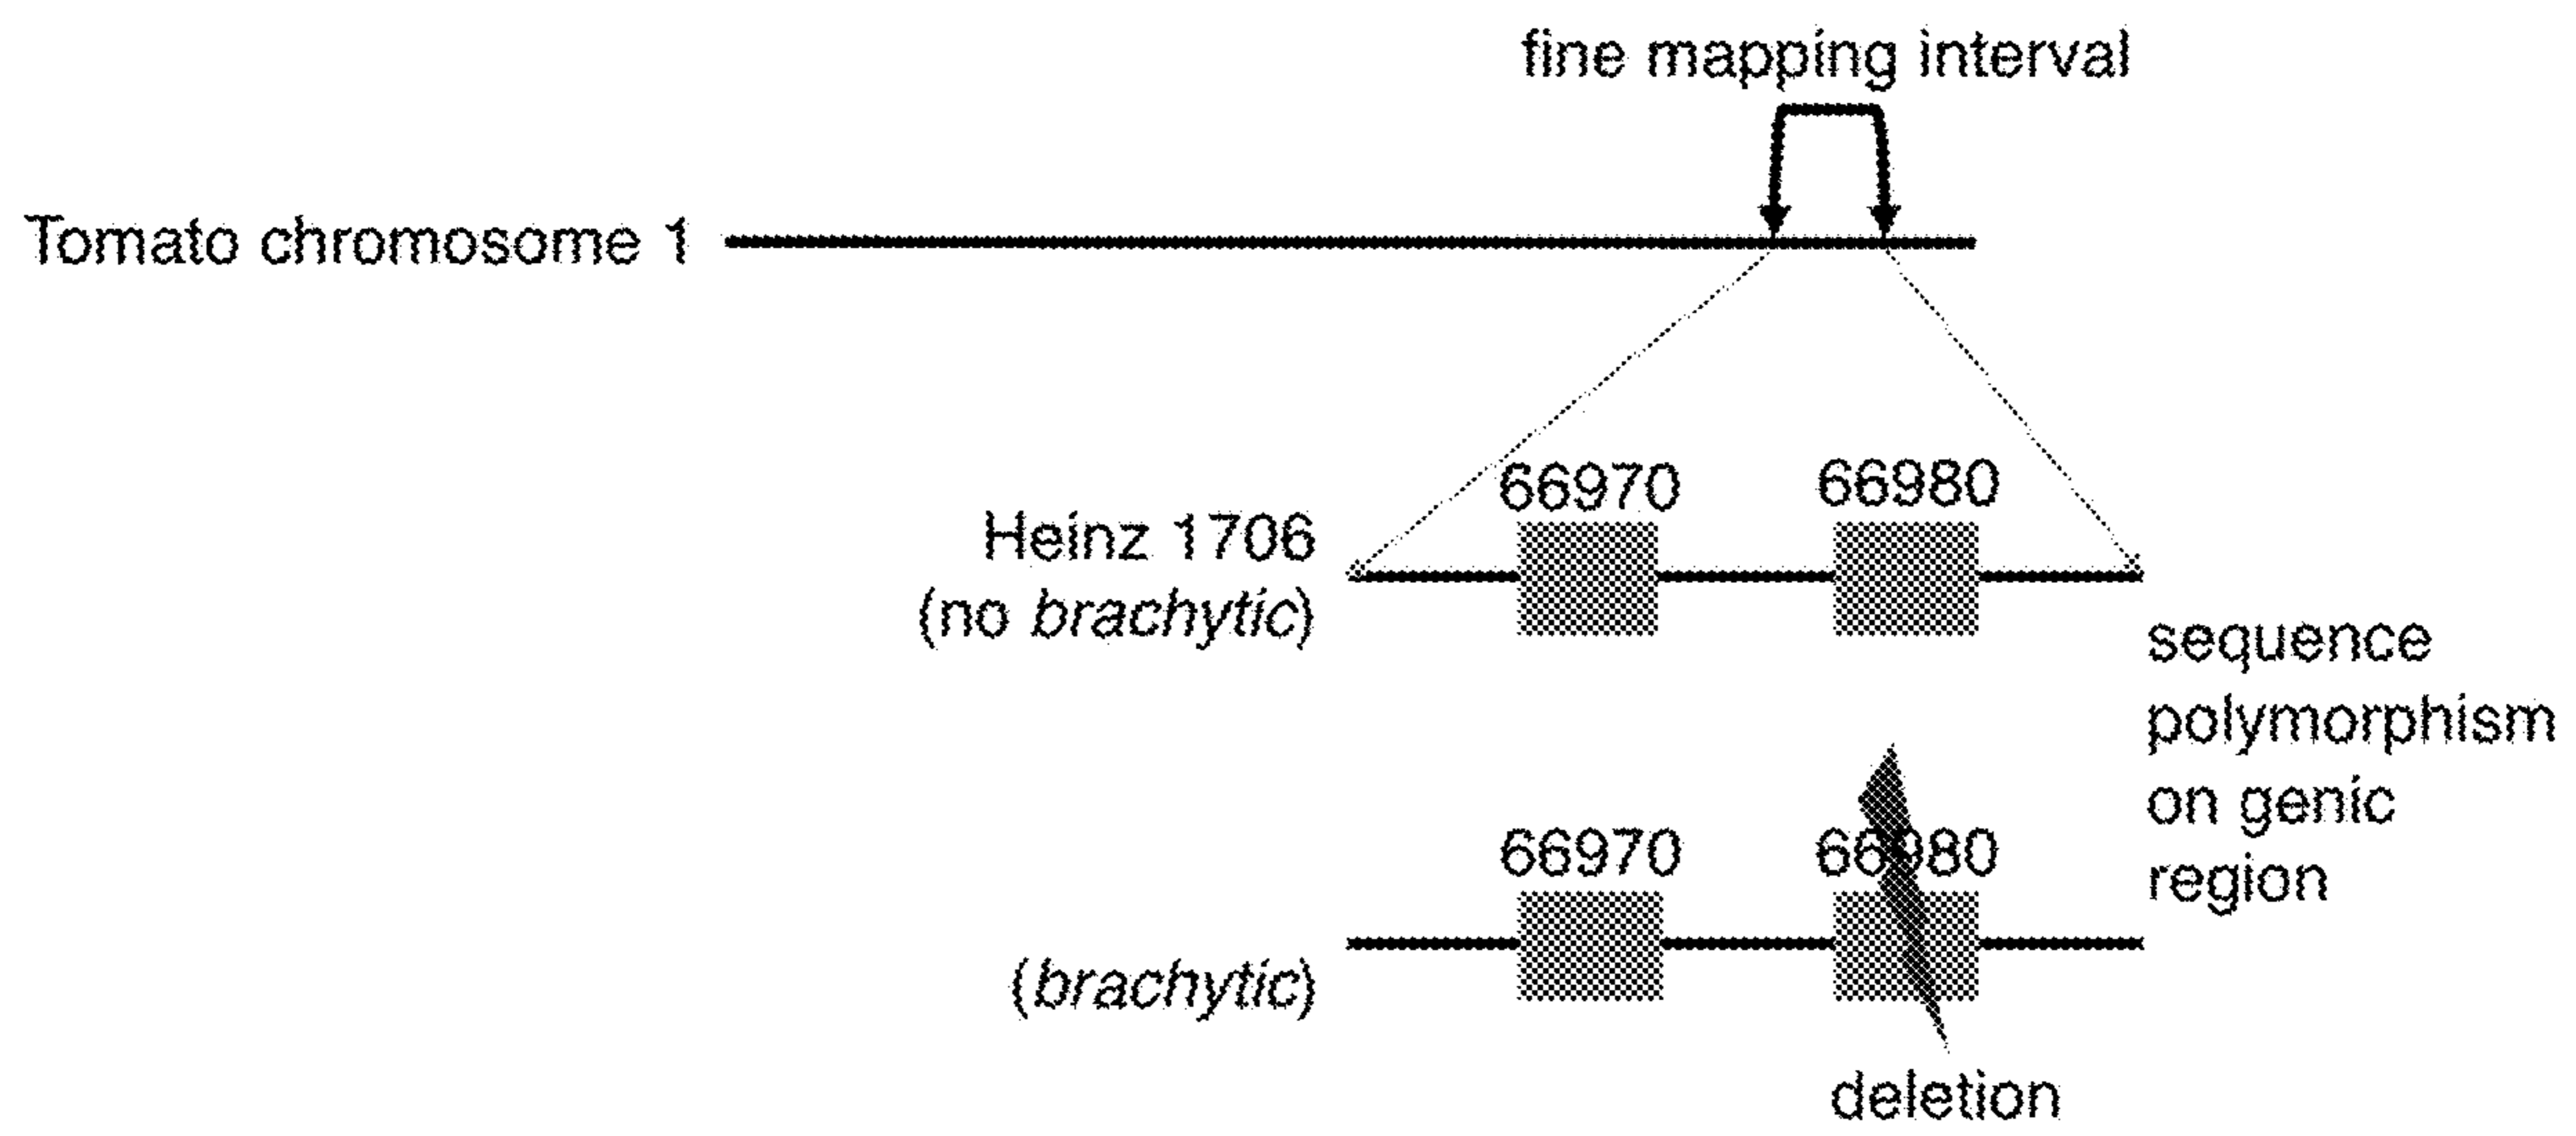 fine mapping interval
Tomato chromosome 1
66970
66980
Heinz 1706
(no brachytic)
sequence
polymorphism
on genic
region
66970
66980
(brachytic)
deletion